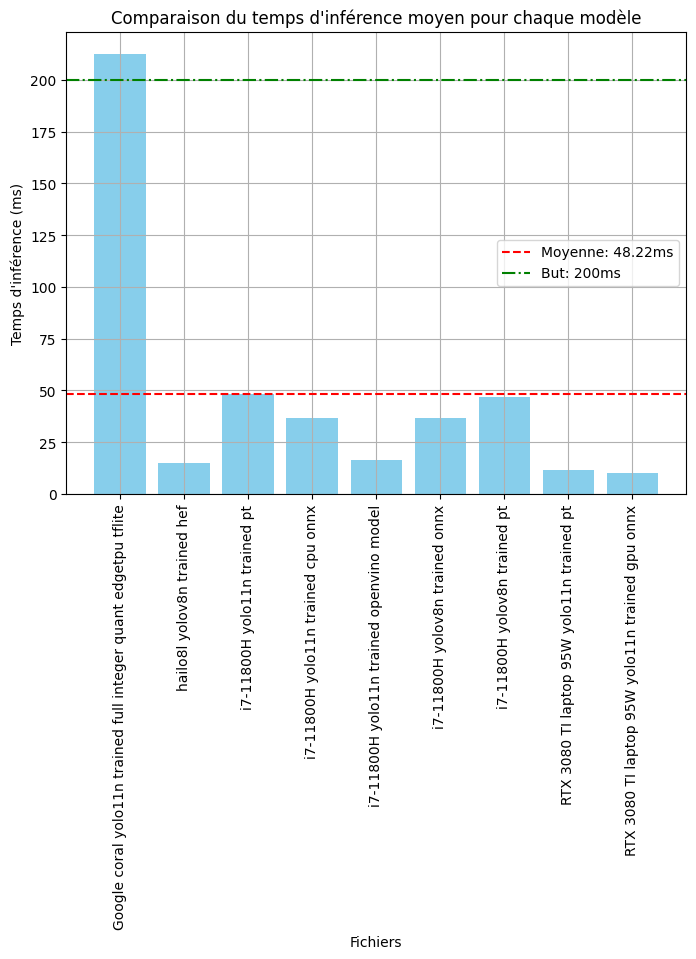 Comparaison du temps d'inférence moyen pour chaque modèle
Temps d'inférence (ms)
200
175
150
125
100
75
50
25
0
Moyenne: 48.22ms
But: 200ms
Google coral yolo11n trained full integer quant edgetpu tflite
hailo8l yolov8n trained hef
i7-11800H yolo11n trained pt
i7-11800H yolo11n trained cpu onnx
i7-11800H yolo11n trained openvino model
i7-11800H yolov8n trained onnx
i7-11800H yolov8n trained pt
RTX 3080 TI laptop 95W yolo11n trained pt
RTX 3080 TI laptop 95W yolo11n trained gpu onnx
Fichiers